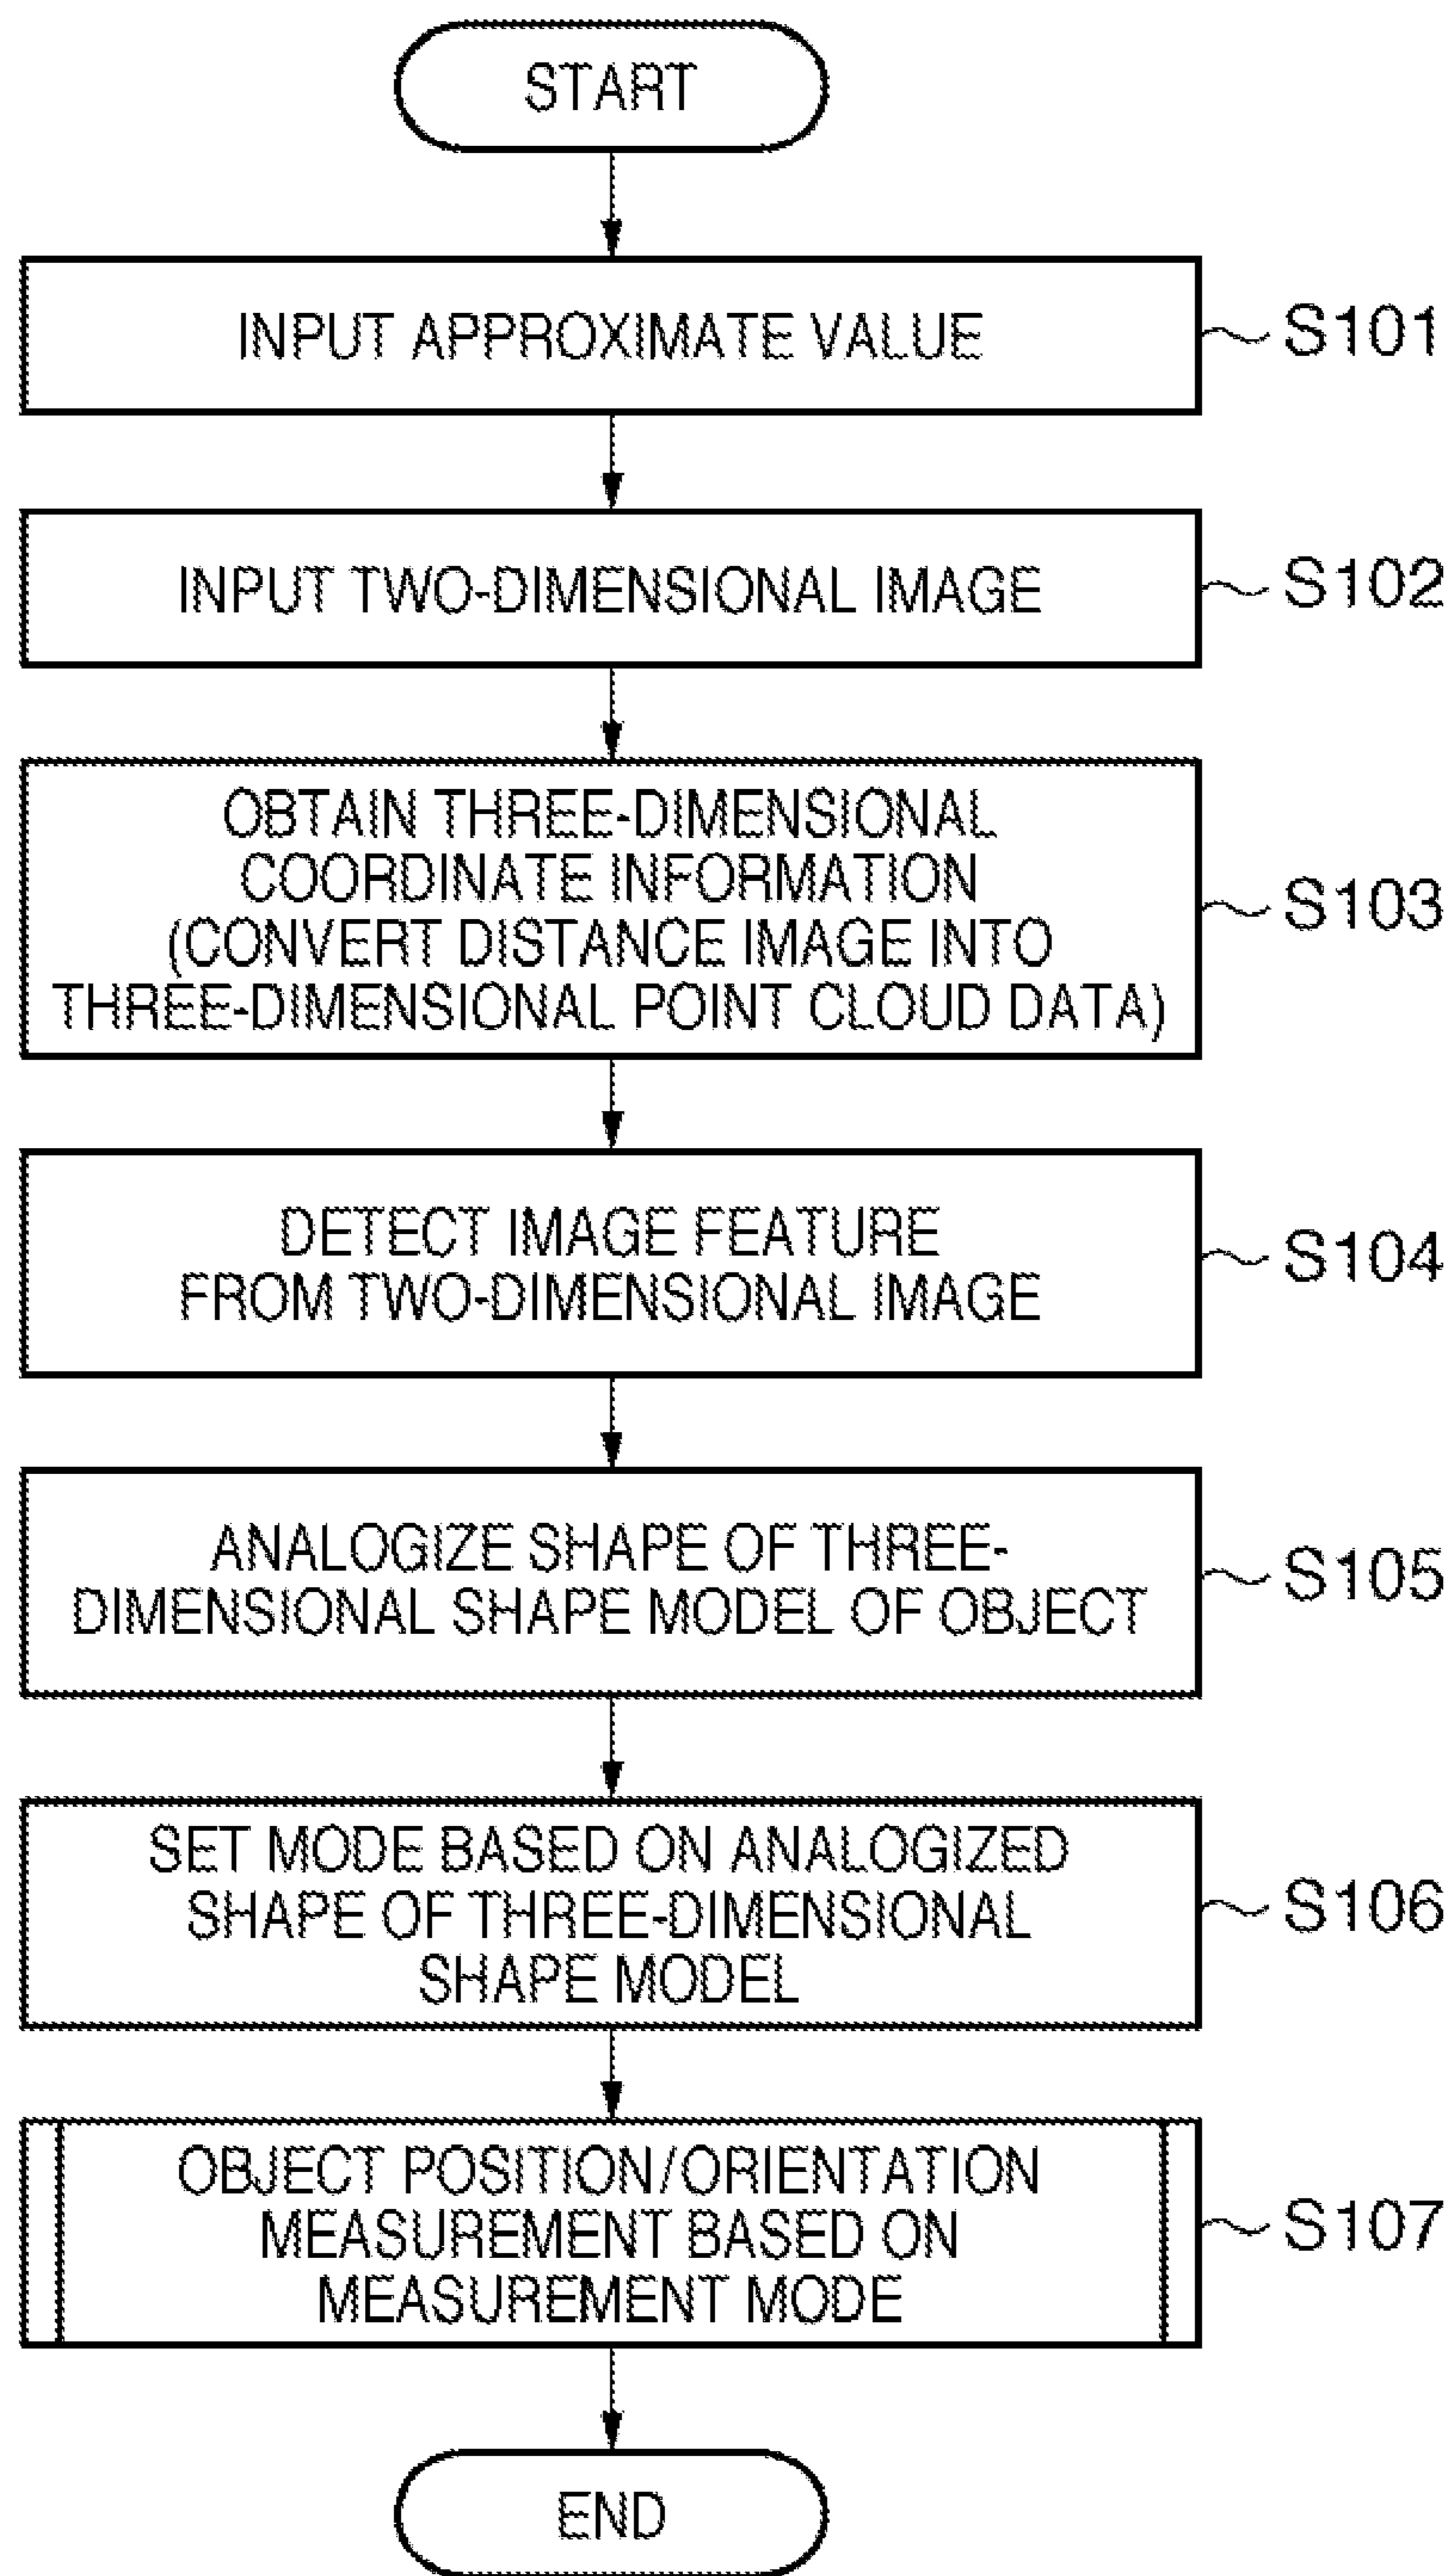 START
INPUT APPROXIMATE VALUE
S101
INPUT TWO-DIMENSIONAL IMAGE
S102
OBTAIN THREE-DIMENSIONAL
COORDINATE INFORMATION
(CONVERT DISTANCE IMAGE INTO
THREE-DIMENSIONAL POINT CLOUD DATA)
S103
DETECT IMAGE FEATURE
FROM TWO-DIMENSIONAL IMAGE
S104
ANALOGIZE SHAPE OF THREE-
DIMENSIONAL SHAPE MODEL OF OBJECT
S105
SET MODE BASED ON ANALOGIZED
SHAPE OF THREE-DIMENSIONAL
SHAPE MODEL
S106
OBJECT POSITION/ORIENTATION
MEASUREMENT BASED ON
MEASUREMENT MODE
S107
END